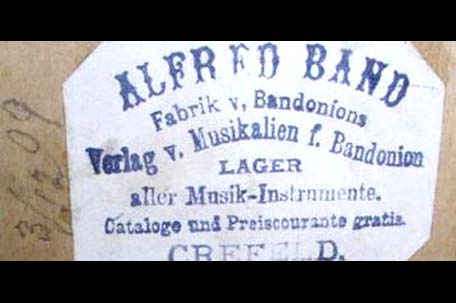 ALFRED BAND
Fabrik v, Bandonions
Verlag v. Musikalien f. Bandonion
LAGER
aller Musik-Instrumente.
Cataloge und Preiscourante gratis.
CREFELD.